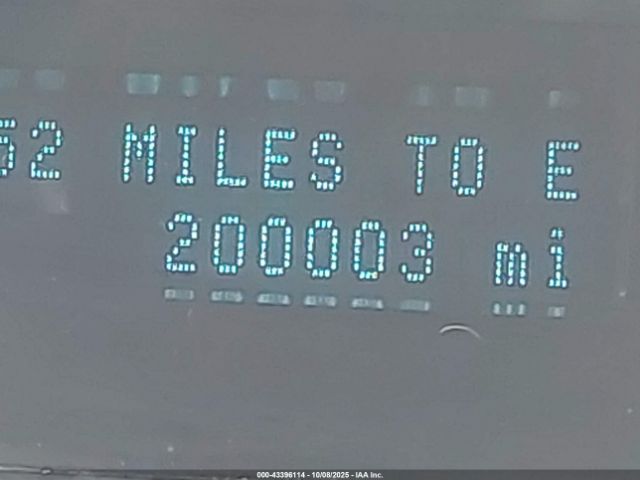 52 MILES TO E
200003 mi
000-43396114 - 10/08/2025 - IAA Inc.